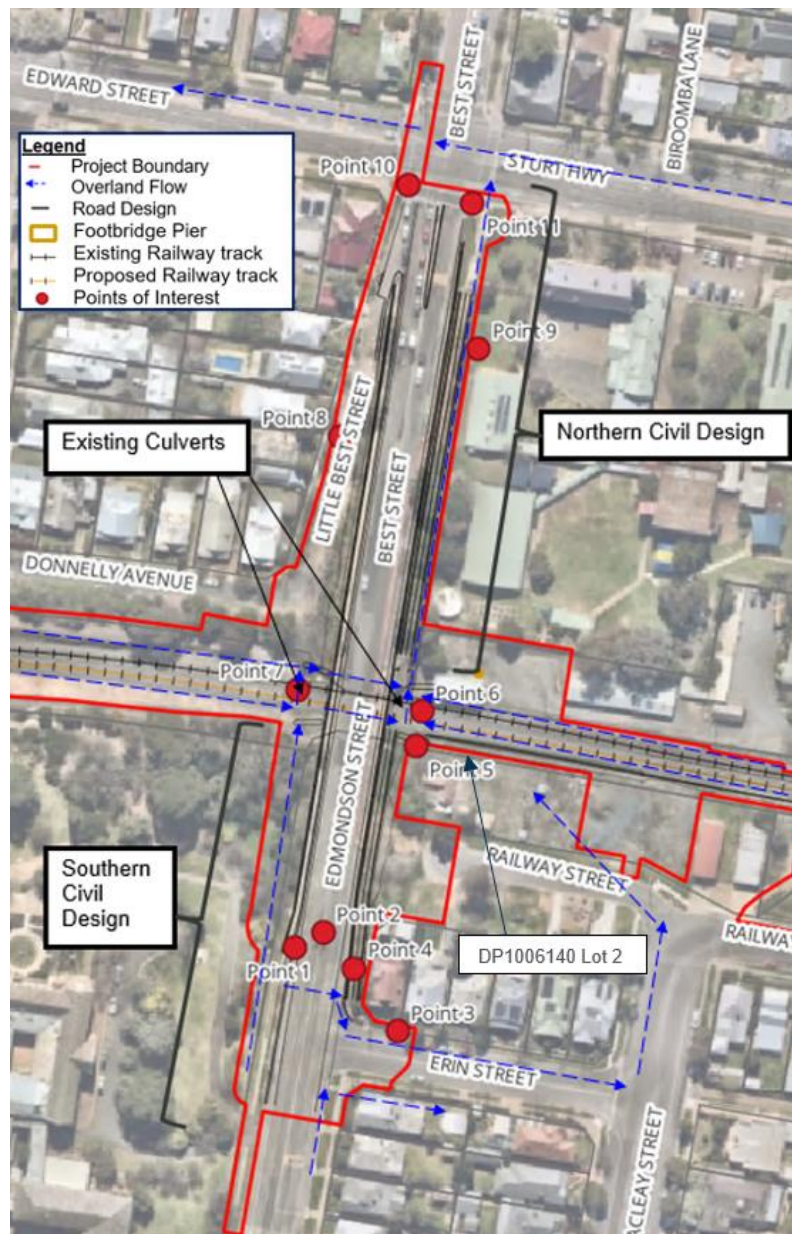 BEST STREET
EDWARD STREET
BIROOMBA LANE
Legend
Project Boundary
Overland Flow
Road Design
Footbridge Pier
Existing Railway track
Proposed Railway track
Points of Interest
STURT HWY
Point 10
Point 11
Point 9
Point 8
Existing Culverts
Northern Civil Design
LITTLE BEST STREET
BEST STREET
DONNELLY AVENUE
Point 7
Point 6
Point 5
EDMONDSON STREET
RAILWAY STREET
Southern
Civil
Design
Point 2
DP1006140 Lot 2
RAILWAY
Point 1
Point 4
Point 3
ERIN STREET
ACLEAY STREET